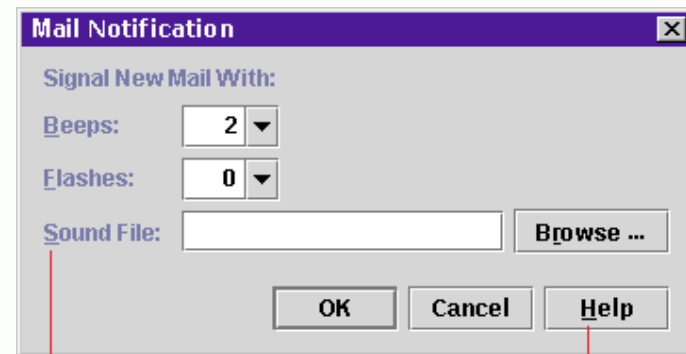 Mail Notification
Signal New Mail With:
Beeps: 2
Flashes: 0
Sound File: Browse ...
OK Cancel Help